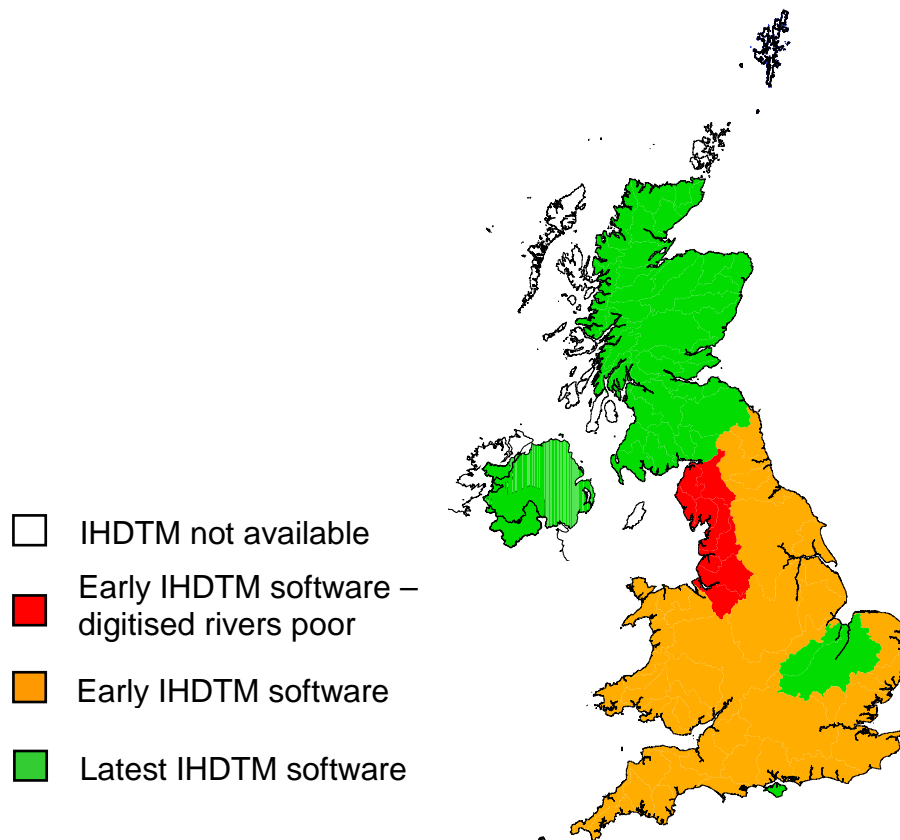 IHDTM not available
Early IHDTM software –
digitised rivers poor
Early IHDTM software
Latest IHDTM software